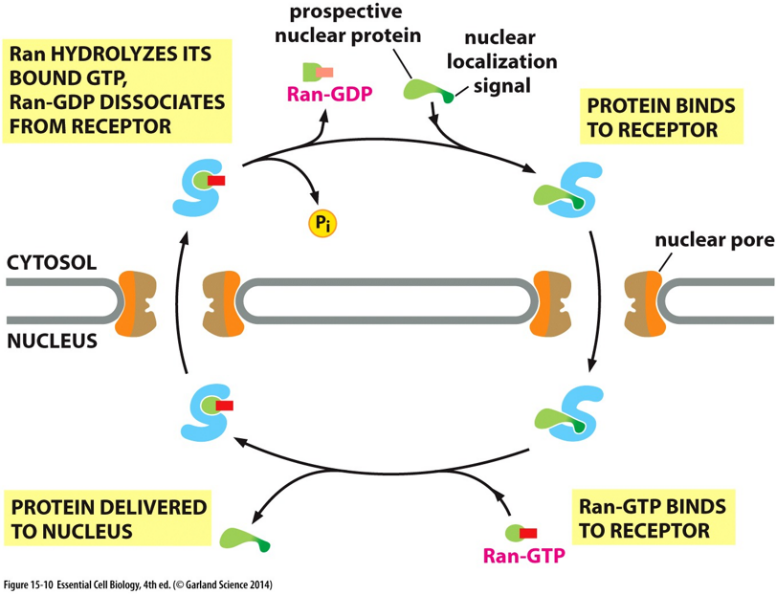 Ran HYDROLYZES ITS
BOUND GTP,
Ran-GDP DISSOCIATES
FROM RECEPTOR
prospective
nuclear protein
nuclear
localization
signal
Ran-GDP
PROTEIN BINDS
TO RECEPTOR
Pi
nuclear pore
CYTOSOL
NUCLEUS
PROTEIN DELIVERED
TO NUCLEUS
Ran-GTP
Ran-GTP BINDS
TO RECEPTOR
Figure 15-10 Essential Cell Biology, 4th ed. (© Garland Science 2014)